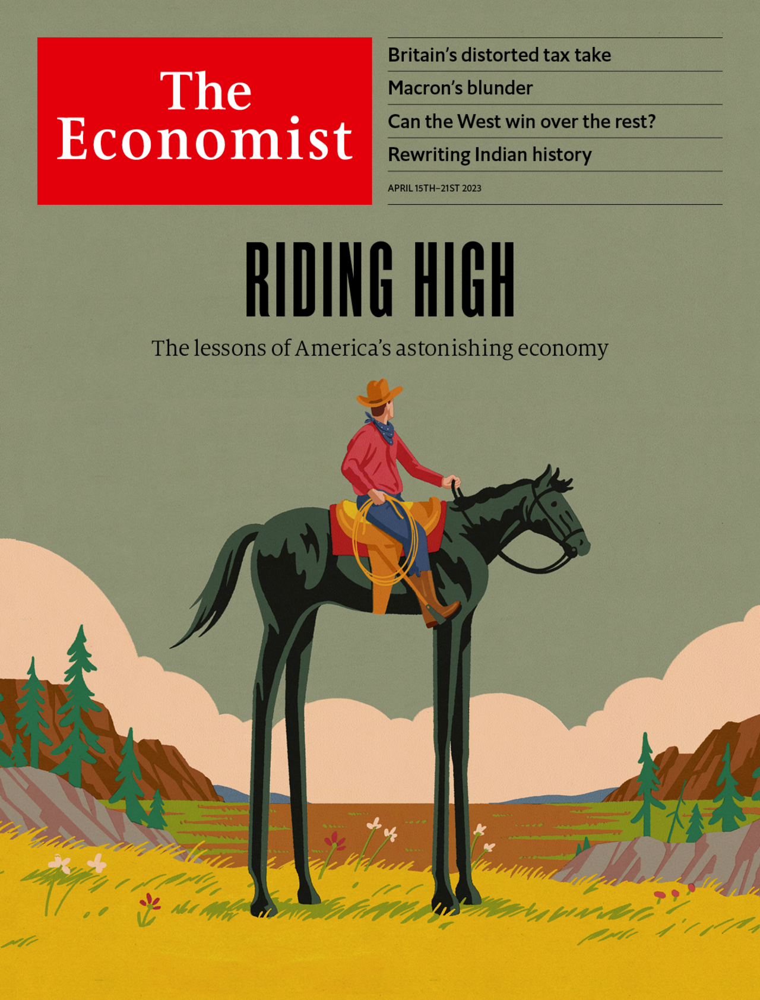 The
Economist
Britain’s distorted tax take
Macron’s blunder
Can the West win over the rest?
Rewriting Indian history
APRIL 15TH–21ST 2023
RIDING HIGH
The lessons of America’s astonishing economy